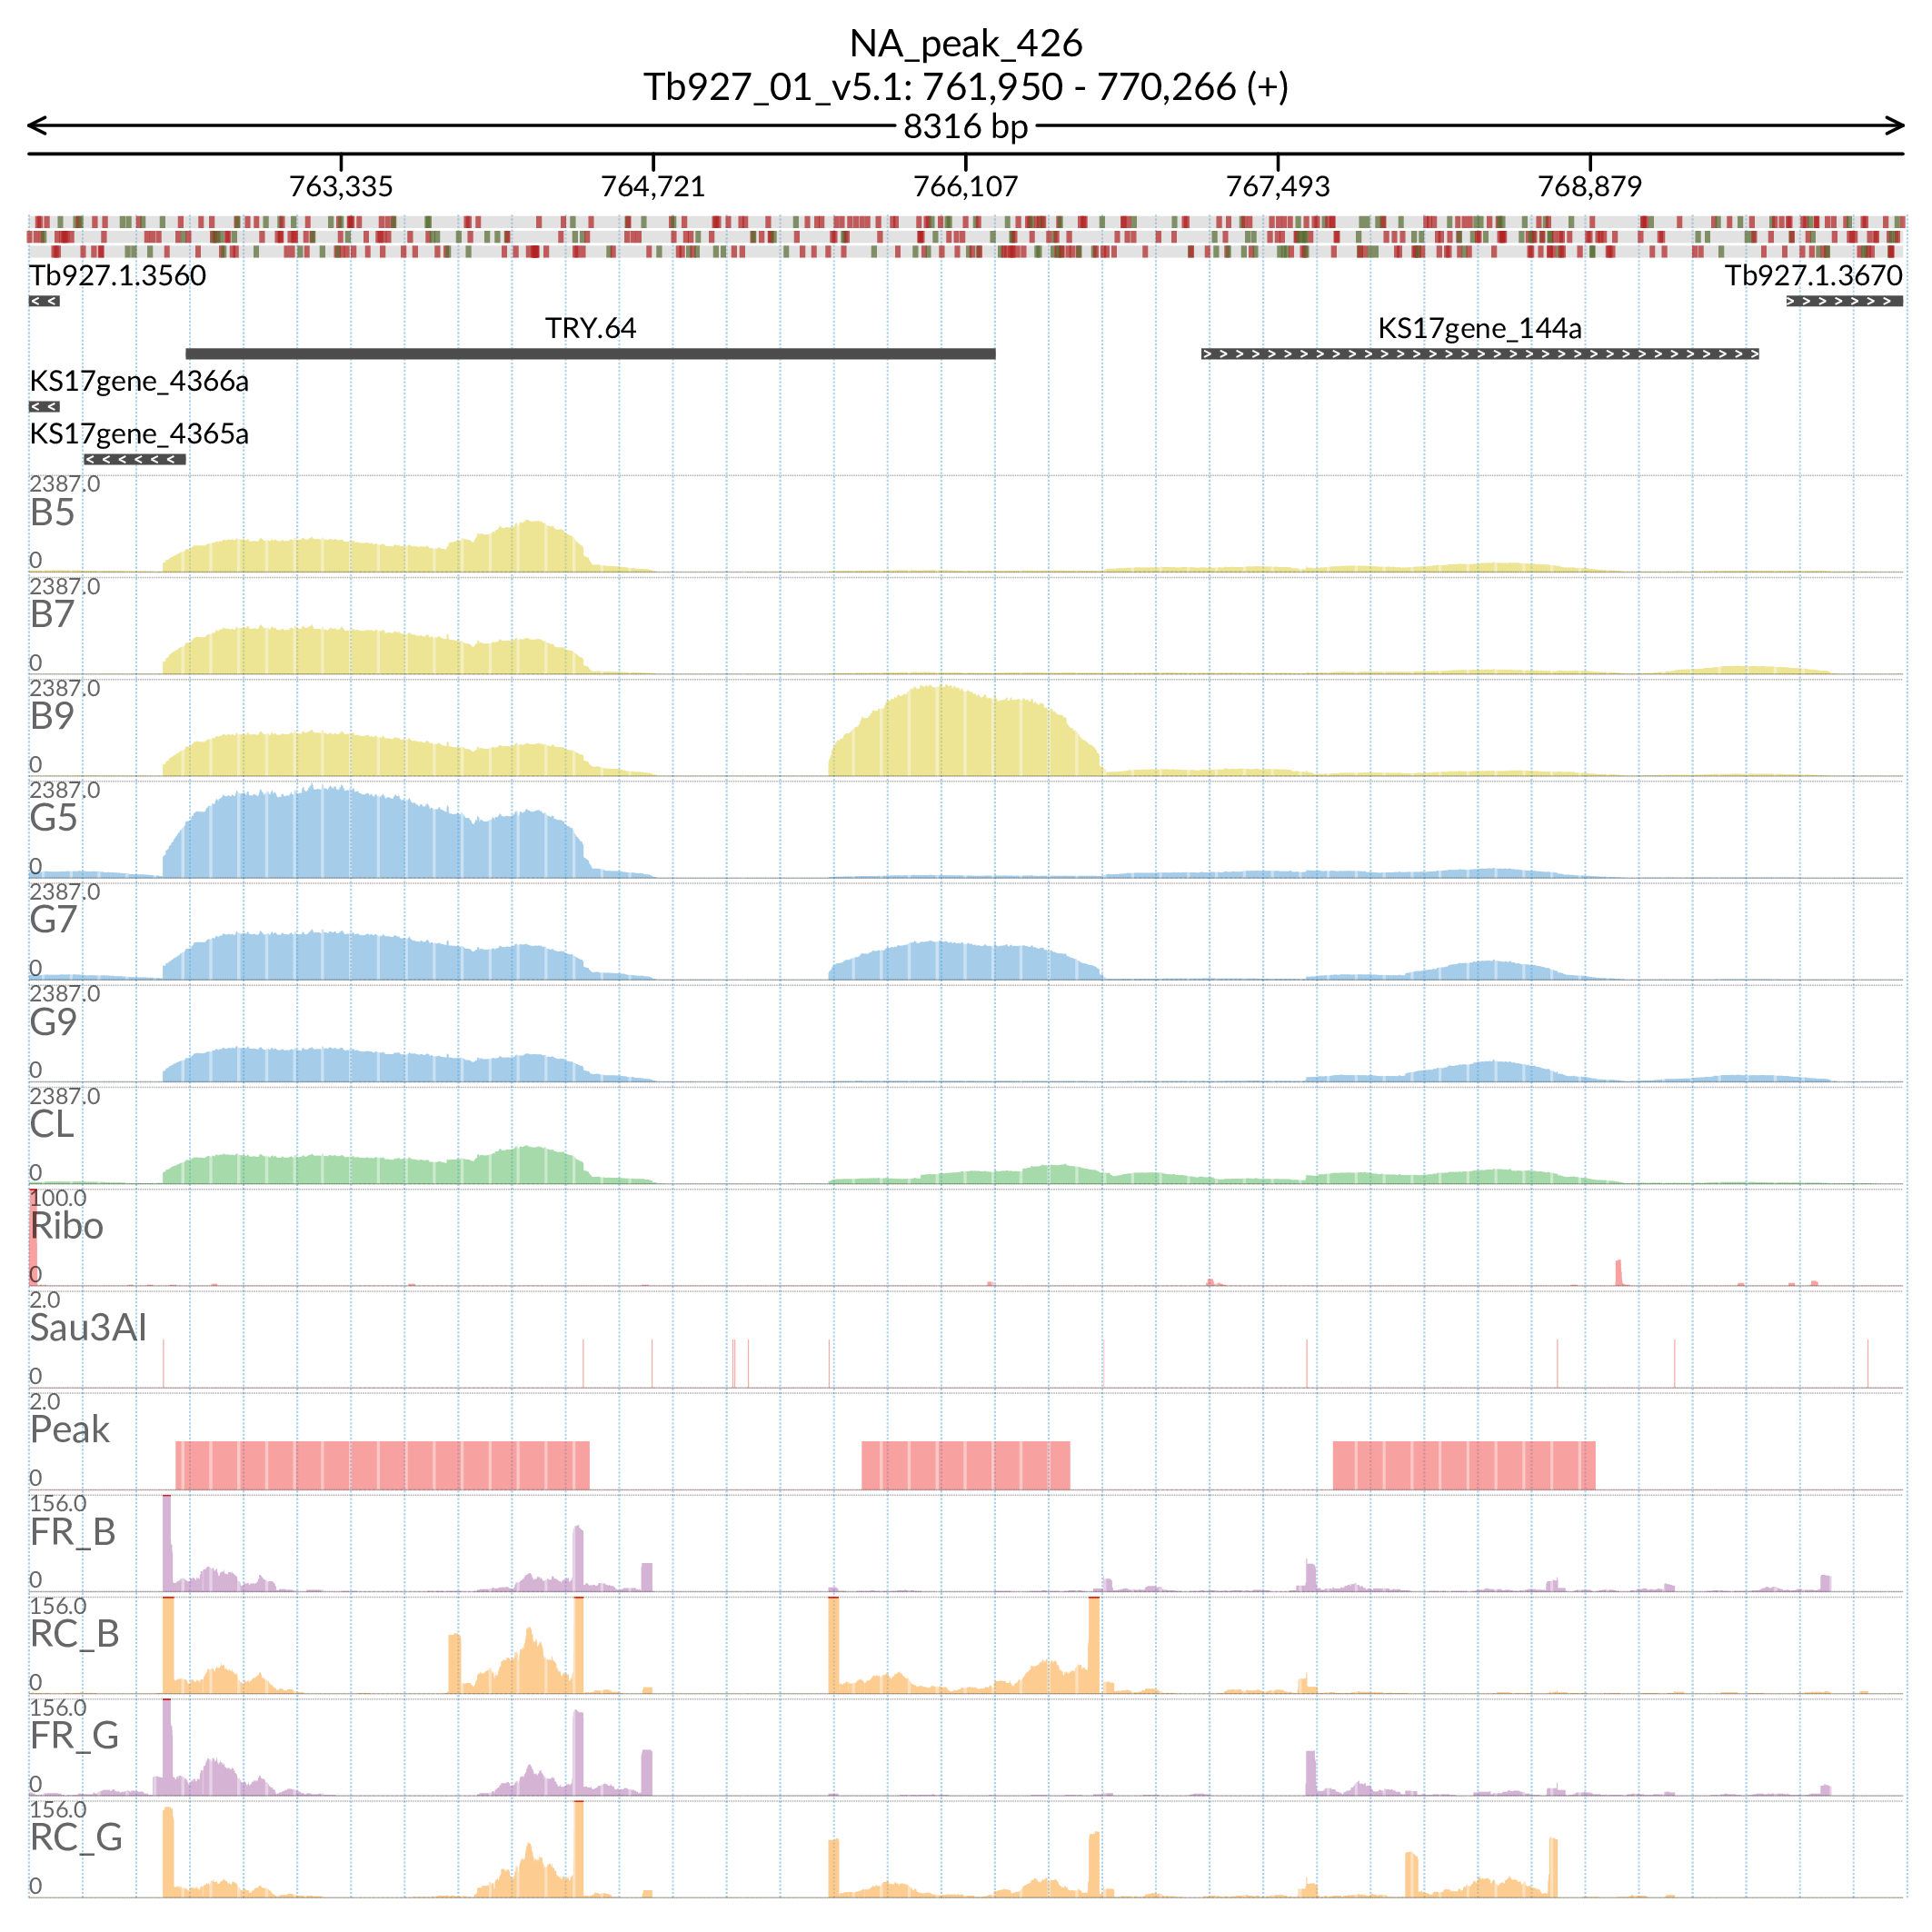 NA_peak_426
Tb927_01_v5.1: 761,950 - 770,266 (+)
8316 bp
763,335 764,721 766,107 767,493 768,879
Tb927.1.3560 Tb927.1.3670
TRY.64 KS17gene_144a
KS17gene_4366a
KS17gene_4365a
2387.0
B5
0
2387.0
B7
0
2387.0
B9
0
2387.0
G5
0
2387.0
G7
0
2387.0
G9
0
2387.0
CL
0
100.0
Ribo
0
2.0
Sau3AI
0
2.0
Peak
0
156.0
FR_B
0
156.0
RC_B
0
156.0
FR_G
0
156.0
RC_G
0